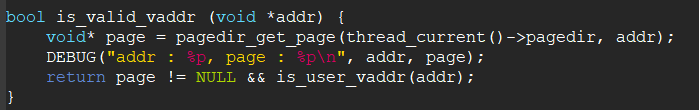 bool is_valid_vaddr (void *addr) {
    void* page = pagedir_get_page(thread_current()->pagedir, addr);
    DEBUG("addr : %p, page : %p\n", addr, page);
    return page != NULL && is_user_vaddr(addr);
}